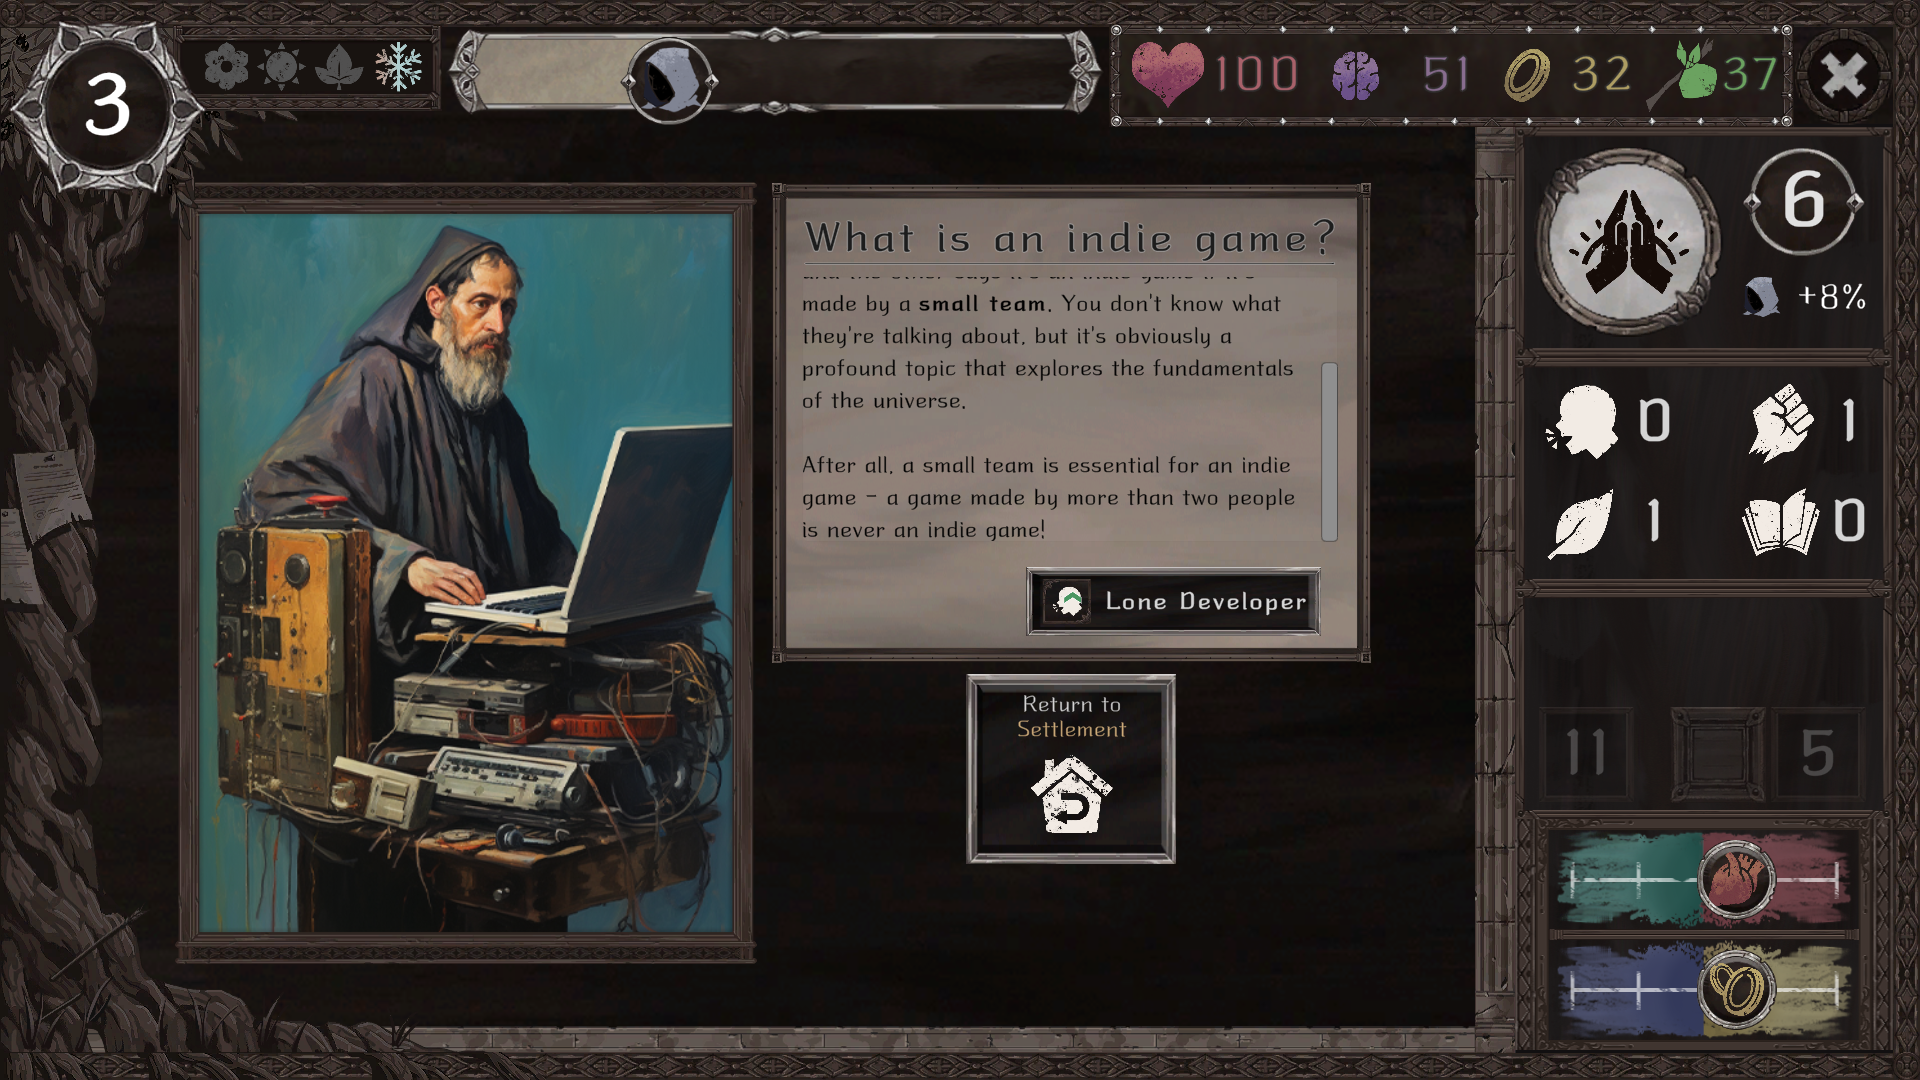 3
100
51
32
37
What is an indie game?
made by a small team. You don't know what
they're talking about, but it's obviously a
profound topic that explores the fundamentals
of the universe.
After all, a small team is essential for an indie
game - a game made by more than two people
is never an indie game!
Lone Developer
Return to
Settlement
6
+8%
0
1
1
0
11
5